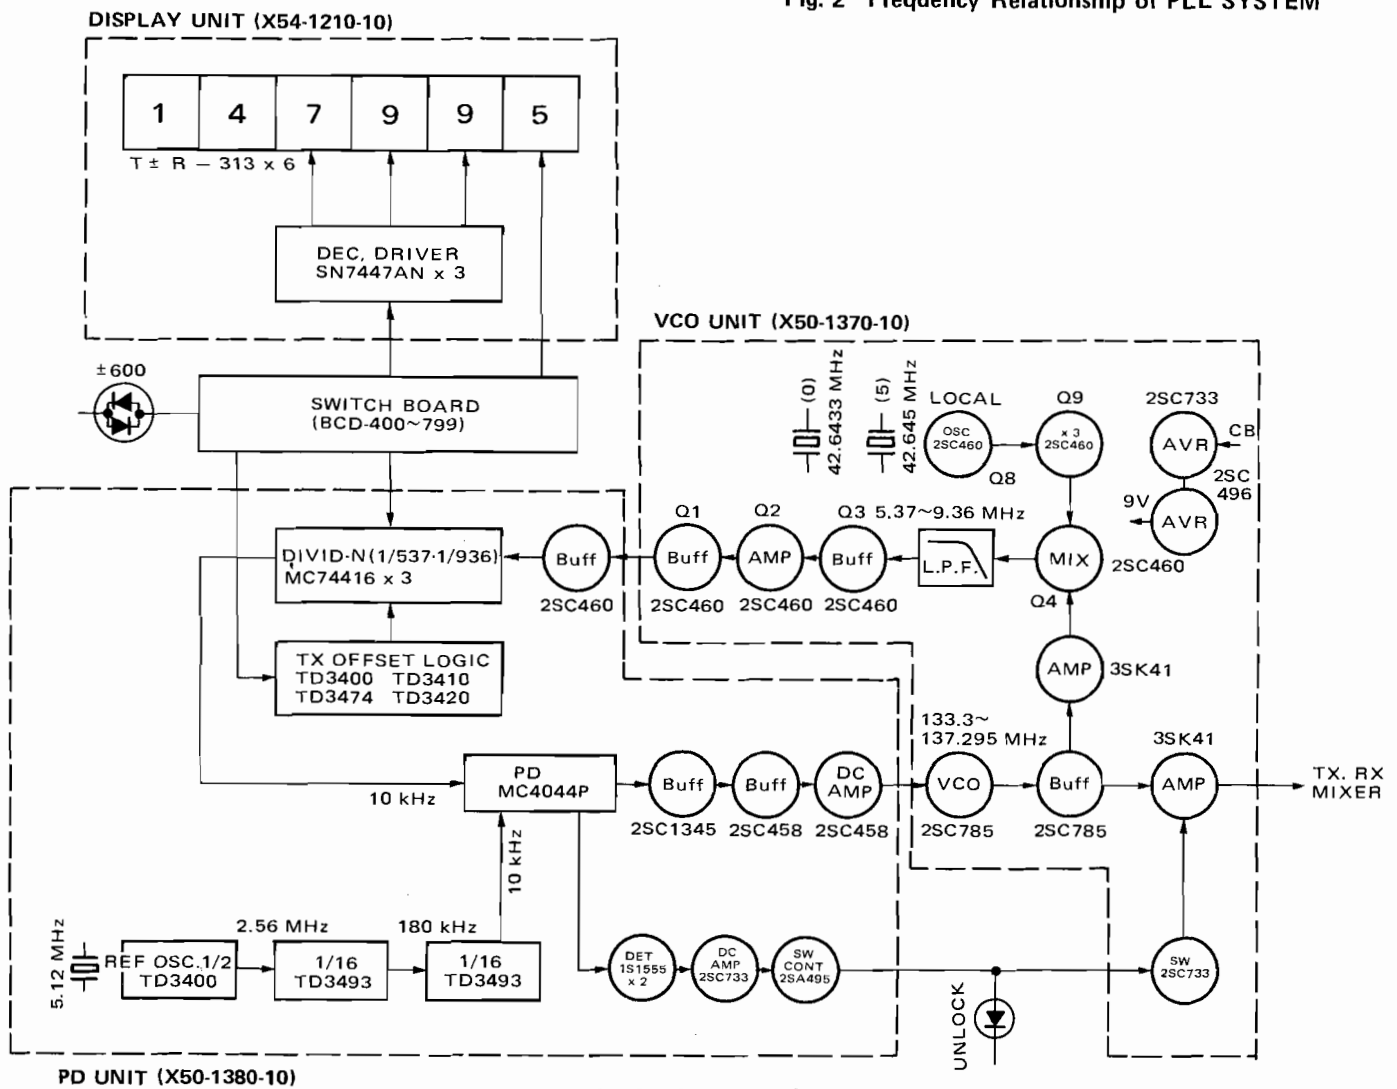 Fig. 2 Frequency Relationship of PLL SYSTEM
DISPLAY UNIT (X54-1210-10)
1 4 7 9 9 5
T ± R — 313 x 6
DEC, DRIVER
SN7447AN x 3
±600
SWITCH BOARD
(BCD-400~799)
VCO UNIT (X50-1370-10)
(0)
42.6433 MHz
(5)
42.645 MHz
LOCAL
OSC
2SC460
Q8
Q9
x 3
2SC460
2SC733
AVR
CB
2SC
496
9V
AVR
DIVID·N (1/537·1/936)
MC74416 x 3
Buff
2SC460
Q1
Buff
2SC460
Q2
AMP
2SC460
Q3
Buff
2SC460
5.37~9.36 MHz
L.P.F.
MIX
2SC460
Q4
TX OFFSET LOGIC
TD3400 TD3410
TD3474 TD3420
AMP
3SK41
10 kHz
PD
MC4044P
Buff
2SC1345
Buff
2SC458
DC
AMP
2SC458
133.3~
137.295 MHz
VCO
2SC785
Buff
2SC785
3SK41
AMP
TX. RX
MIXER
10 kHz
5.12 MHz
REF OSC.1/2
TD3400
2.56 MHz
1/16
TD3493
180 kHz
1/16
TD3493
DET
1S1555
x 2
DC
AMP
2SC733
SW
CONT
2SA495
UNLOCK
SW
2SC733
PD UNIT (X50-1380-10)